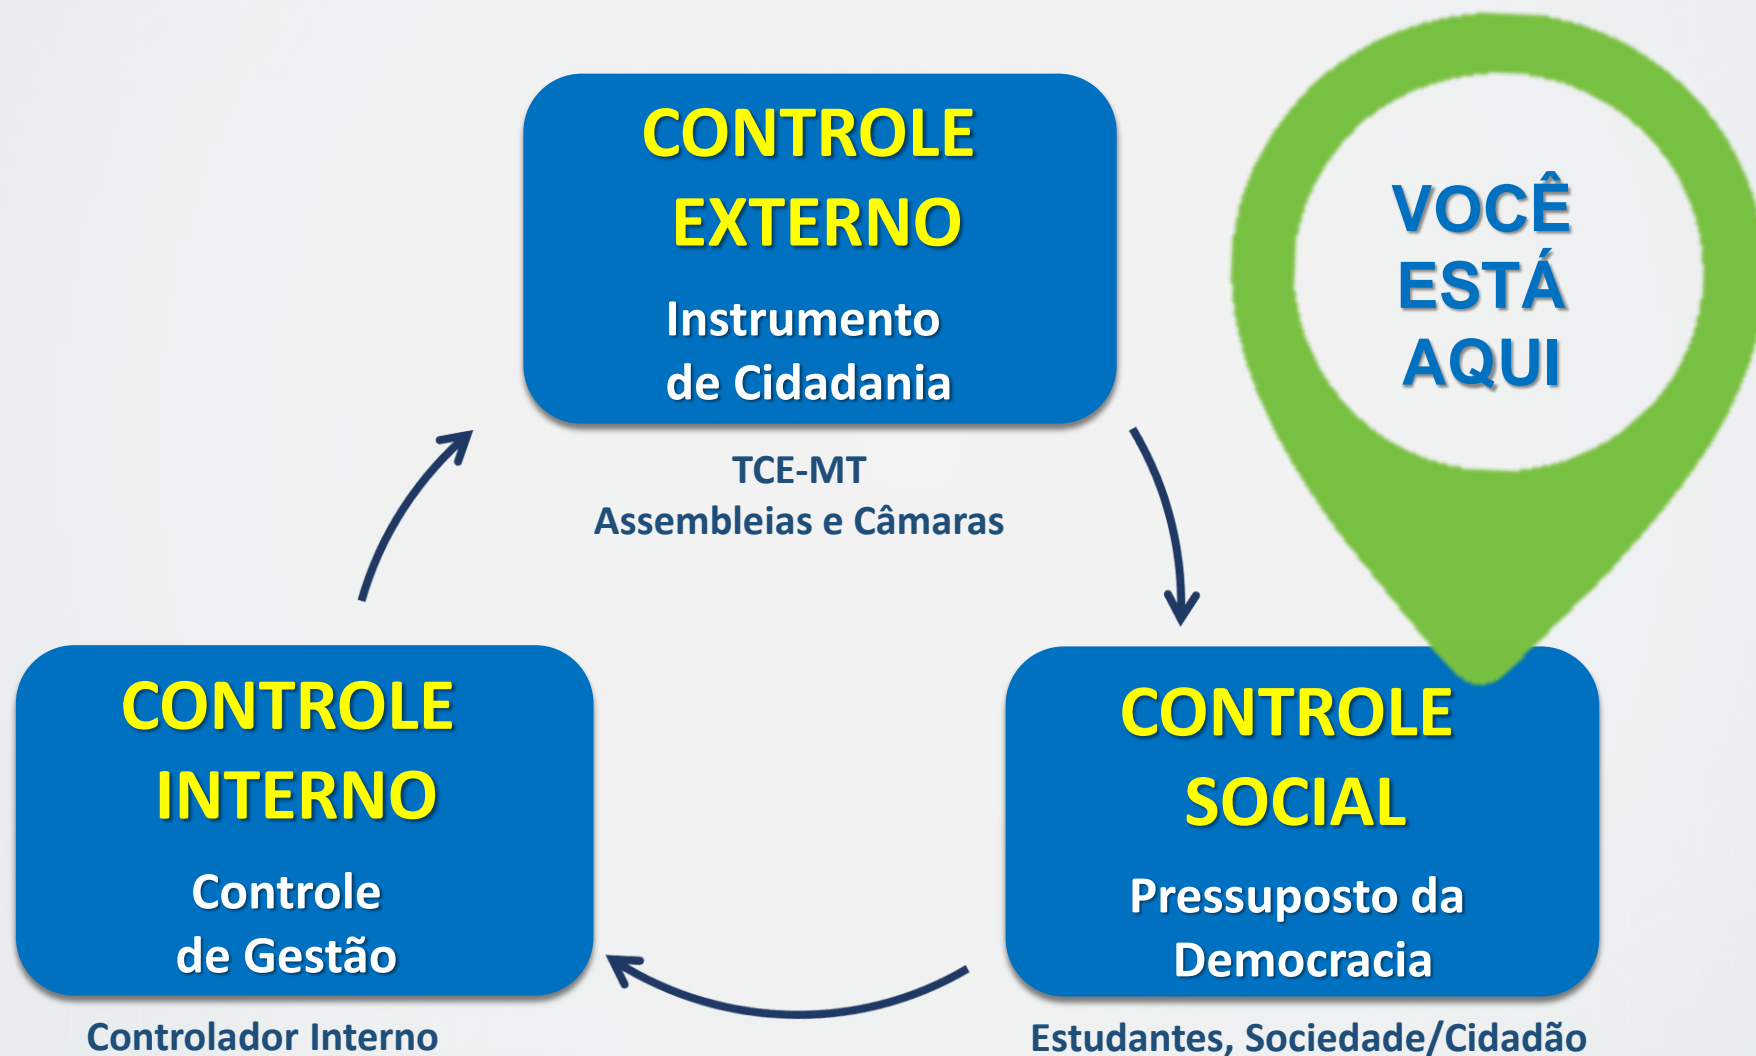 CONTROLE
EXTERNO
Instrumento
de Cidadania
TCE-MT
Assembleias e Câmaras
VOCÊ
ESTÁ
AQUI
CONTROLE
INTERNO
Controle
de Gestão
Controlador Interno
CONTROLE
SOCIAL
Pressuposto da
Democracia
Estudantes, Sociedade/Cidadão